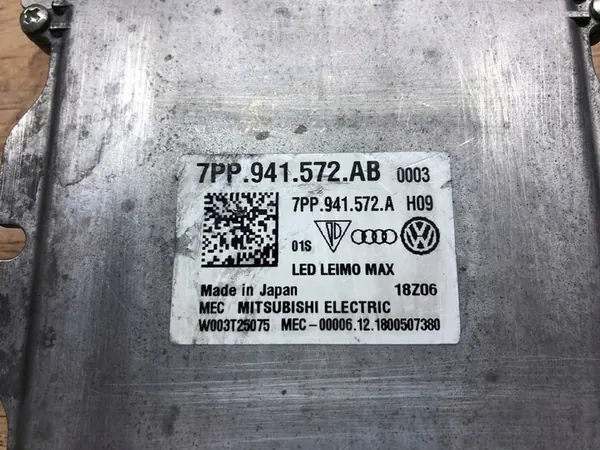 7PP.941.572.AB 0003
7PP.941.572.A H09
01S
LED LEIMO MAX
Made in Japan 18Z06
MEC MITSUBISHI ELECTRIC
W003T25075 MEC-00006.12.1800507380